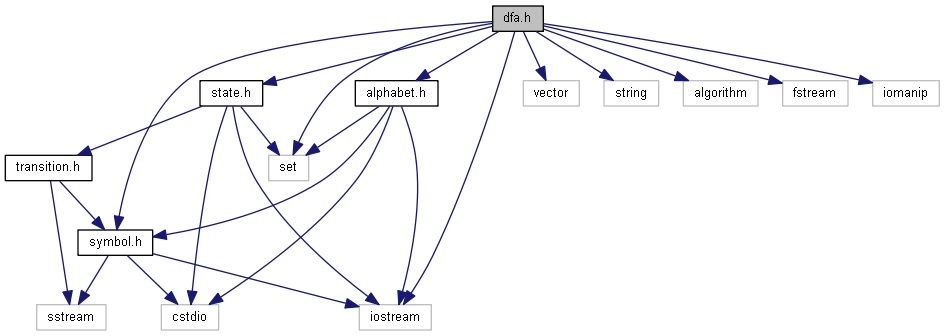 dfa.h
state.h
alphabet.h
vector
string
algorithm
fstream
iomanip
transition.h
set
symbol.h
sstream
cstdio
iostream